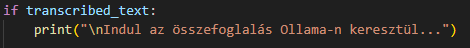 if transcribed_text:
    print("\nIndul az összefoglalás Ollama-n keresztül...")